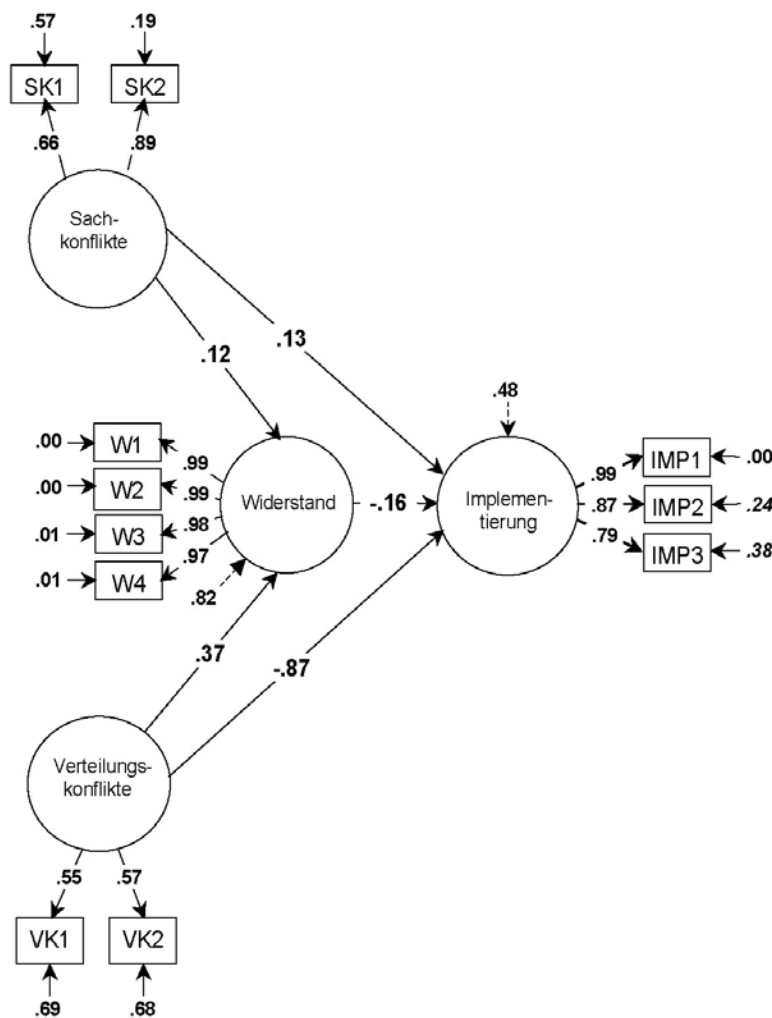 .57
.19
SK1
SK2
.66
.89
Sach-
konflikte
.12
.13
.48
.00
W1
.99
.00
W2
.99
.01
W3
.98
.01
W4
.97
.82
Widerstand
-.16
Implemen-
tierung
.99
IMP1
.00
.87
IMP2
.24
.79
IMP3
.38
.37
-.87
Verteilungs-
konflikte
.55
.57
VK1
VK2
.69
.68